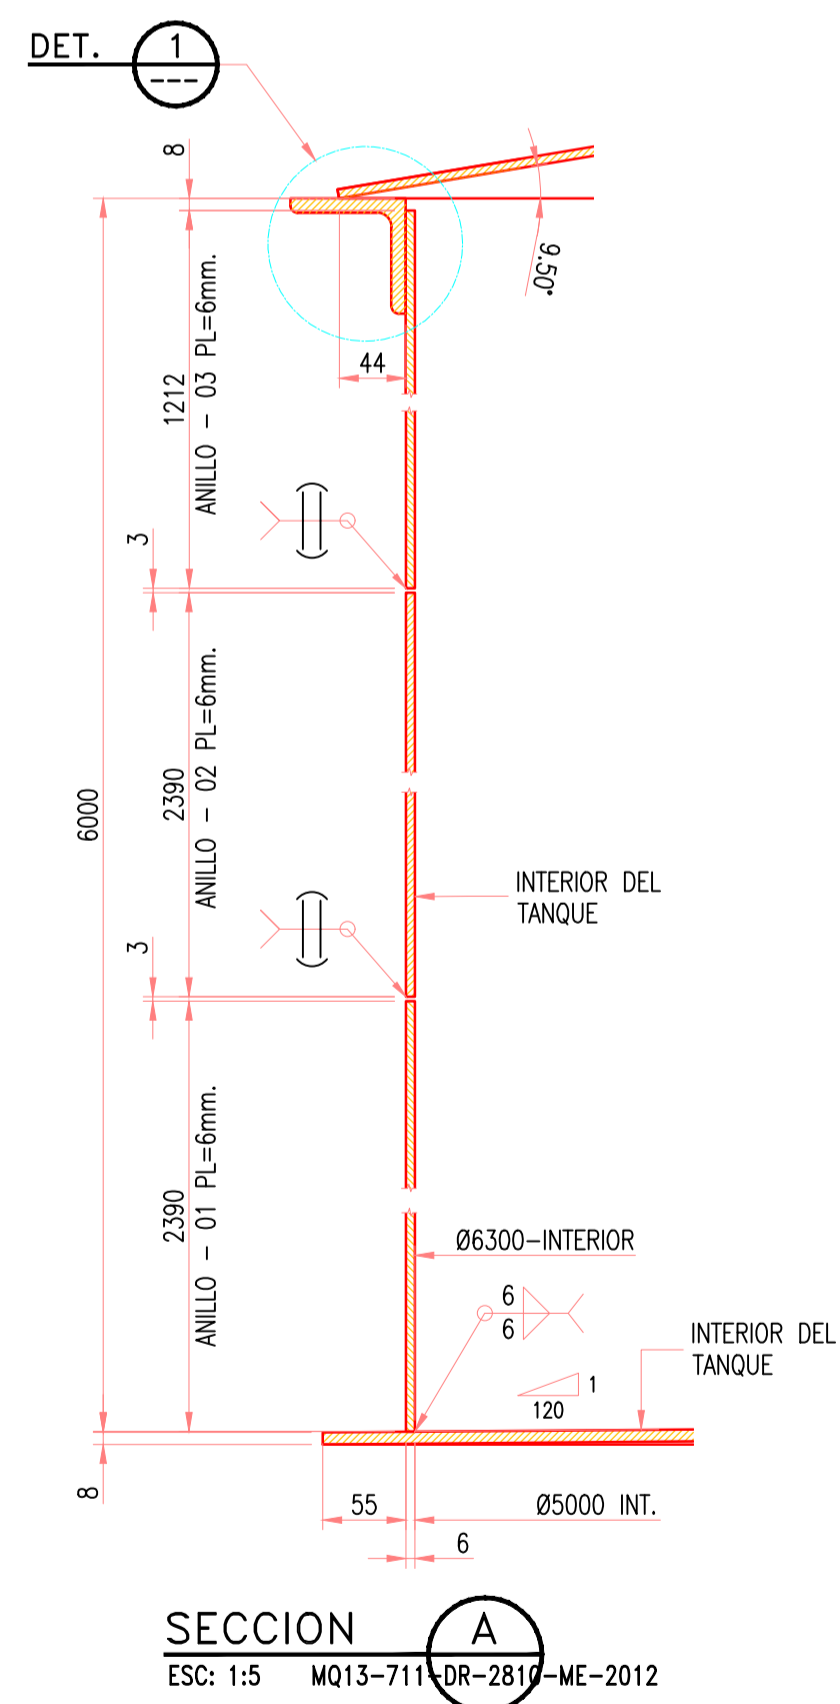 DET.
1
---
8
9.50°
44
1212
ANILLO - 03 PL=6mm.
3
6000
2390
ANILLO - 02 PL=6mm.
INTERIOR DEL
TANQUE
3
2390
ANILLO - 01 PL=6mm.
Ø6300-INTERIOR
6
6
INTERIOR DEL
TANQUE
1
120
8
55
Ø5000 INT.
6
SECCION
A
ESC: 1:5
MQ13-711-DR-2810-ME-2012